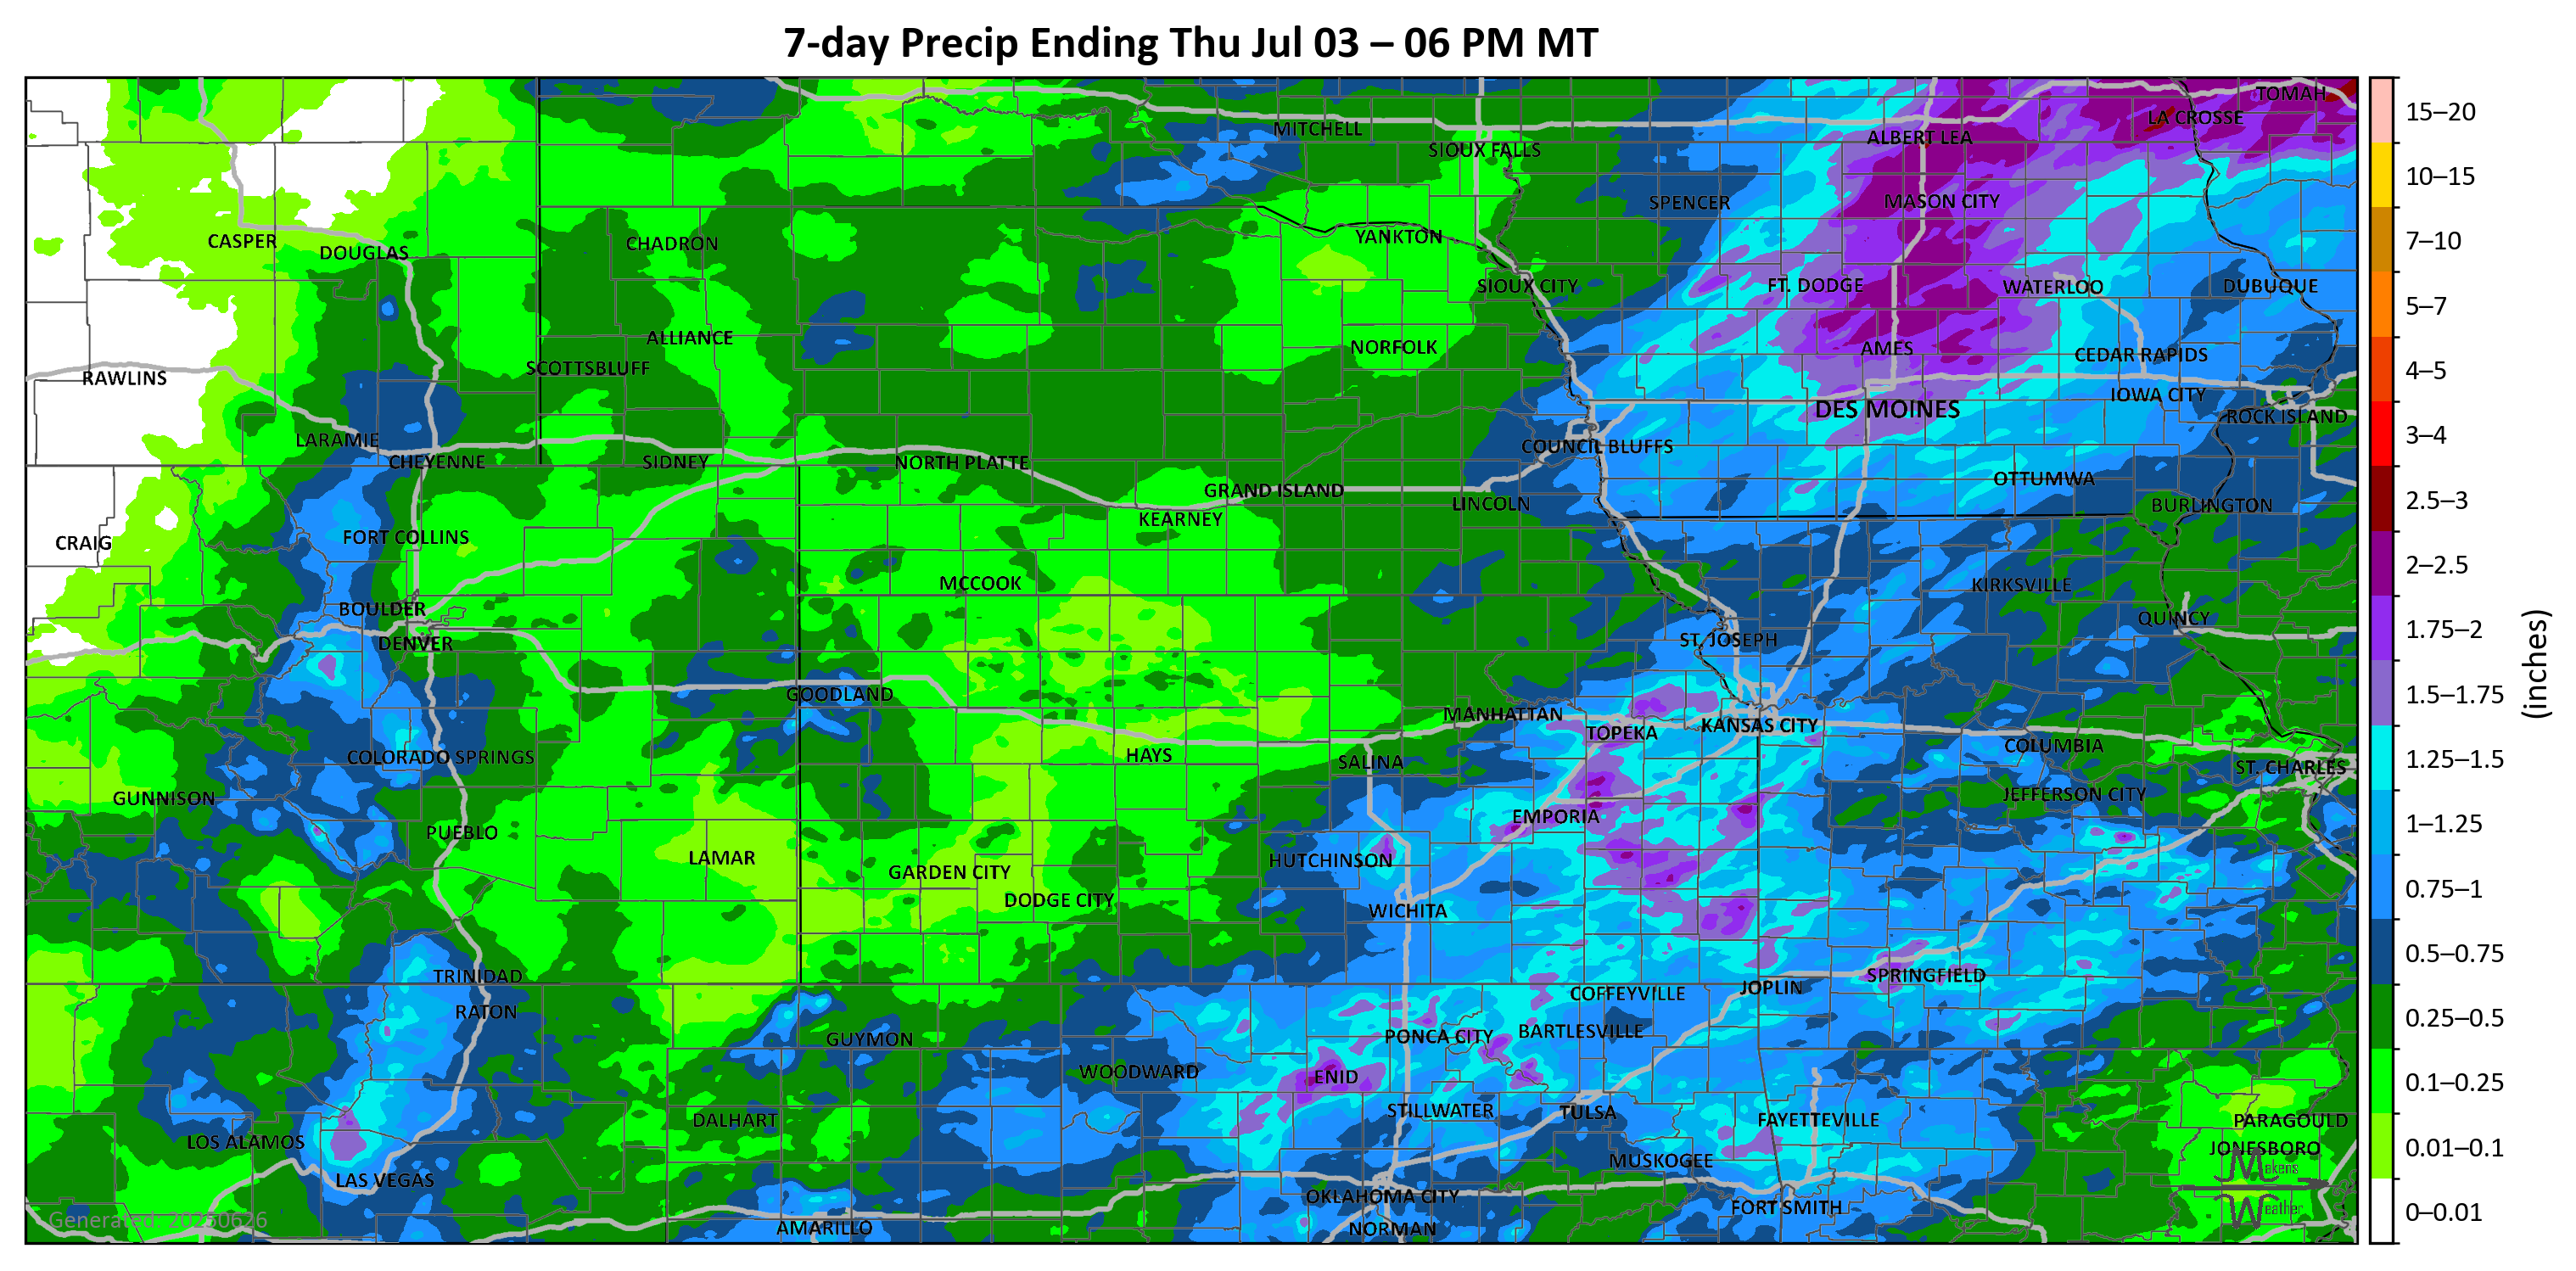 7-day Precip Ending Thu Jul 03 – 06 PM MT
TOMAH
LA CROSSE
MITCHELL
ALBERT LEA
SIOUX FALLS
SPENCER
MASON CITY
CASPER
DOUGLAS
CHADRON
YANKTON
SIOUX CITY
FT. DODGE
WATERLOO
DUBUQUE
ALLIANCE
NORFOLK
AMES
CEDAR RAPIDS
SCOTTSBLUFF
RAWLINS
IOWA CITY
DES MOINES
ROCK ISLAND
LARAMIE
COUNCIL BLUFFS
CHEYENNE
SIDNEY
NORTH PLATTE
OTTUMWA
GRAND ISLAND
LINCOLN
BURLINGTON
KEARNEY
CRAIG
FORT COLLINS
MCCOOK
KIRKSVILLE
BOULDER
QUINCY
DENVER
ST. JOSEPH
GOODLAND
MANHATTAN
TOPEKA
KANSAS CITY
COLUMBIA
COLORADO SPRINGS
HAYS
SALINA
ST. CHARLES
GUNNISON
JEFFERSON CITY
EMPORIA
PUEBLO
LAMAR
HUTCHINSON
GARDEN CITY
DODGE CITY
WICHITA
TRINIDAD
SPRINGFIELD
JOPLIN
COFFEYVILLE
RATON
BARTLESVILLE
GUYMON
PONCA CITY
WOODWARD
ENID
STILLWATER
TULSA
DALHART
FAYETTEVILLE
PARAGOULD
LOS ALAMOS
JONESBORO
MUSKOGEE
LAS VEGAS
OKLAHOMA CITY
FORT SMITH
AMARILLO
NORMAN
Generated: 20250626
Makens
Weather
15–20
10–15
7–10
5–7
4–5
3–4
2.5–3
2–2.5
1.75–2
1.5–1.75
1.25–1.5
1–1.25
0.75–1
0.5–0.75
0.25–0.5
0.1–0.25
0.01–0.1
0–0.01
(inches)